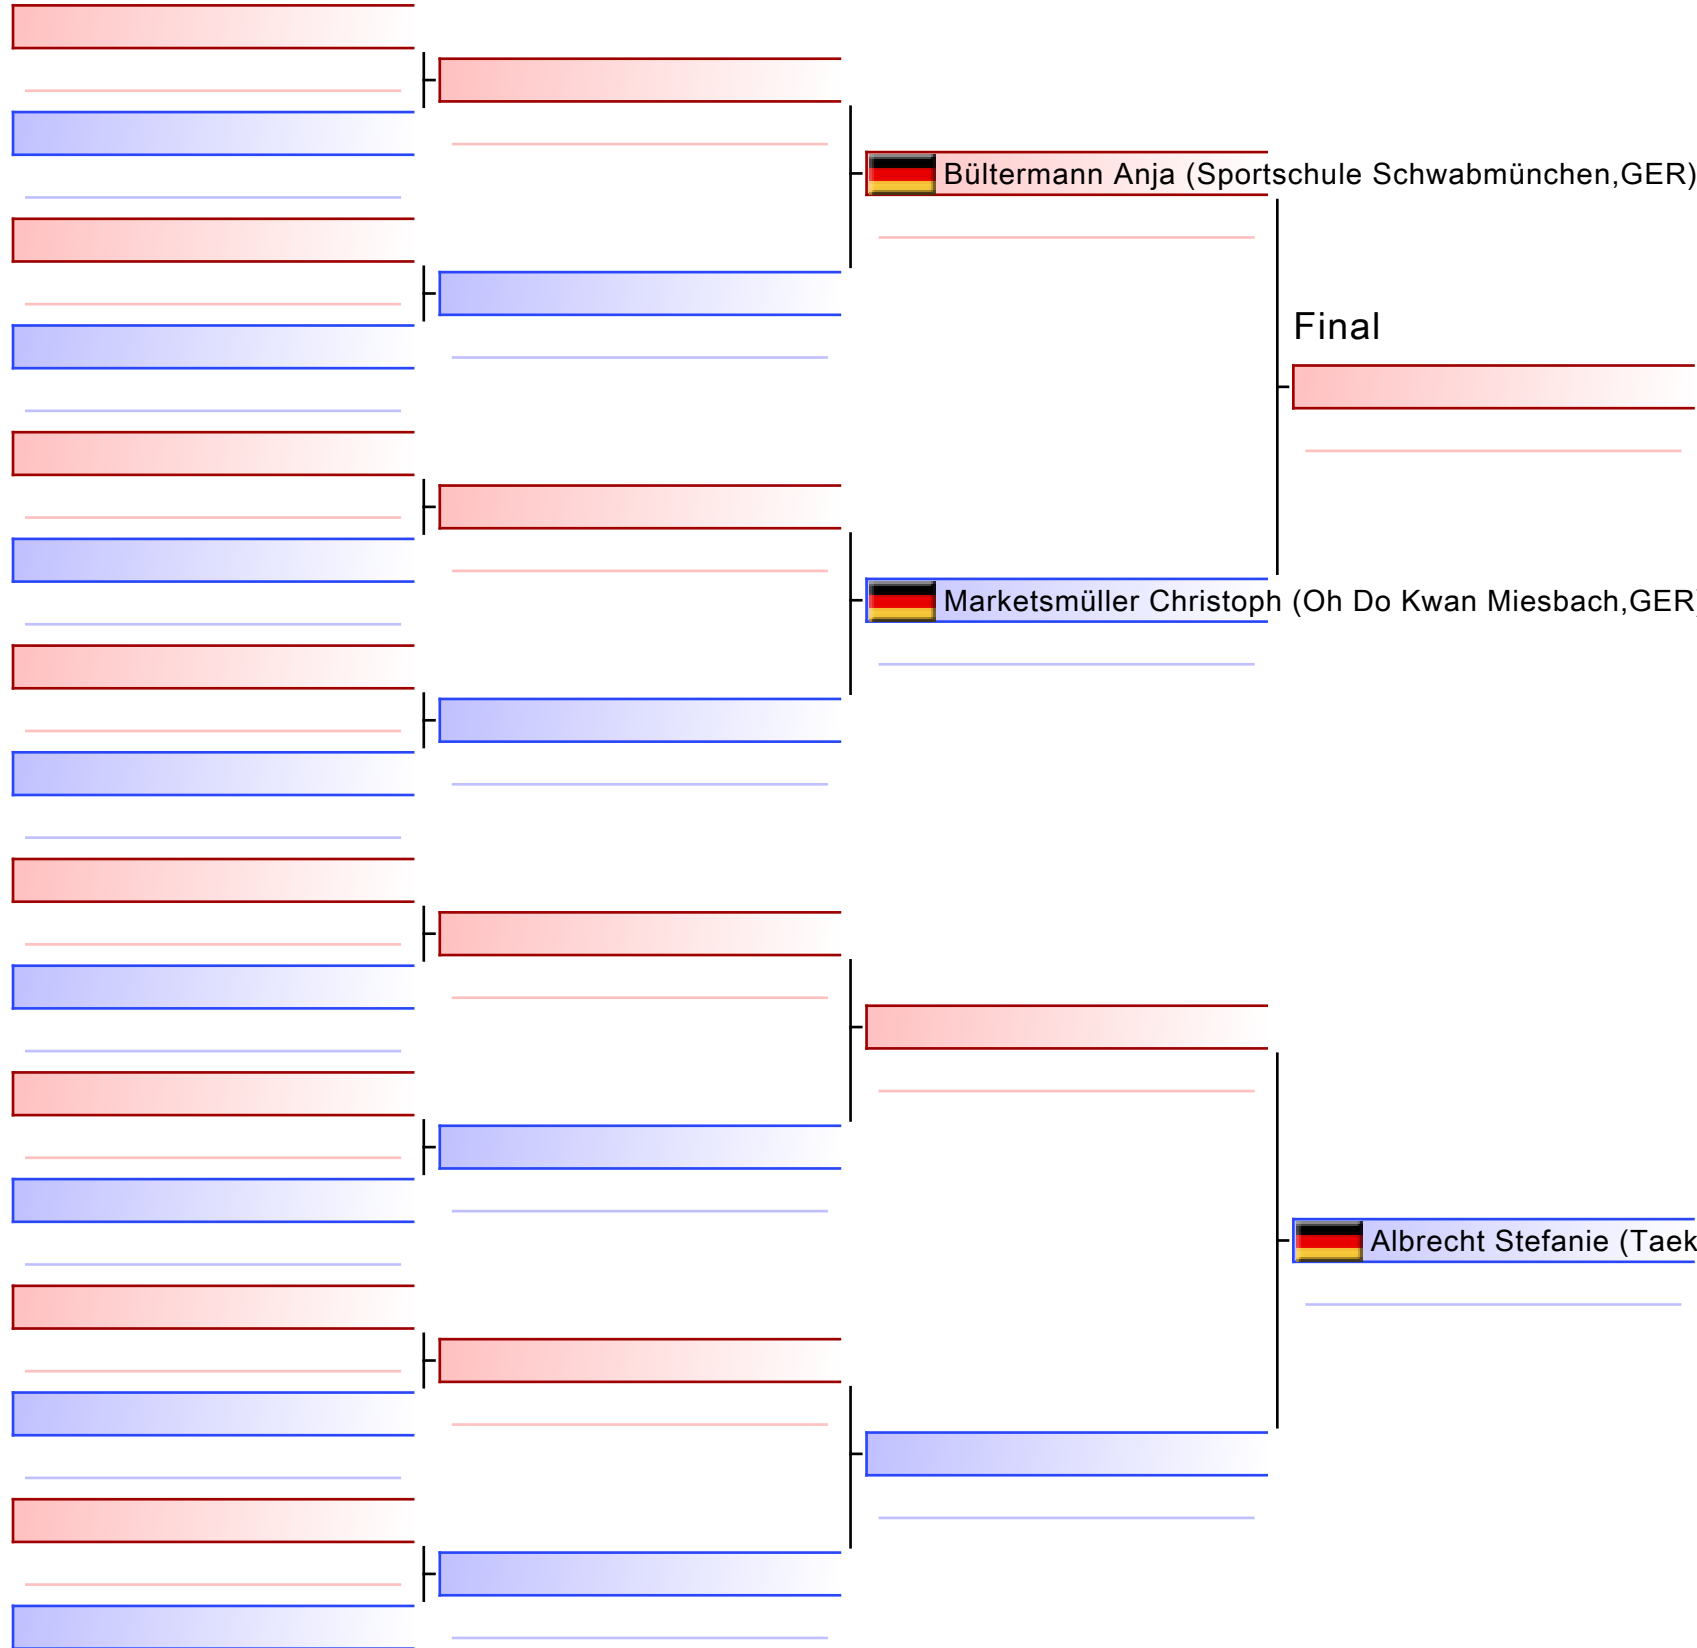 Bültermann Anja (Sportschule Schwabmünchen,GER)
Final
Marketsmüller Christoph (Oh Do Kwan Miesbach,GER)
Albrecht Stefanie (Taek